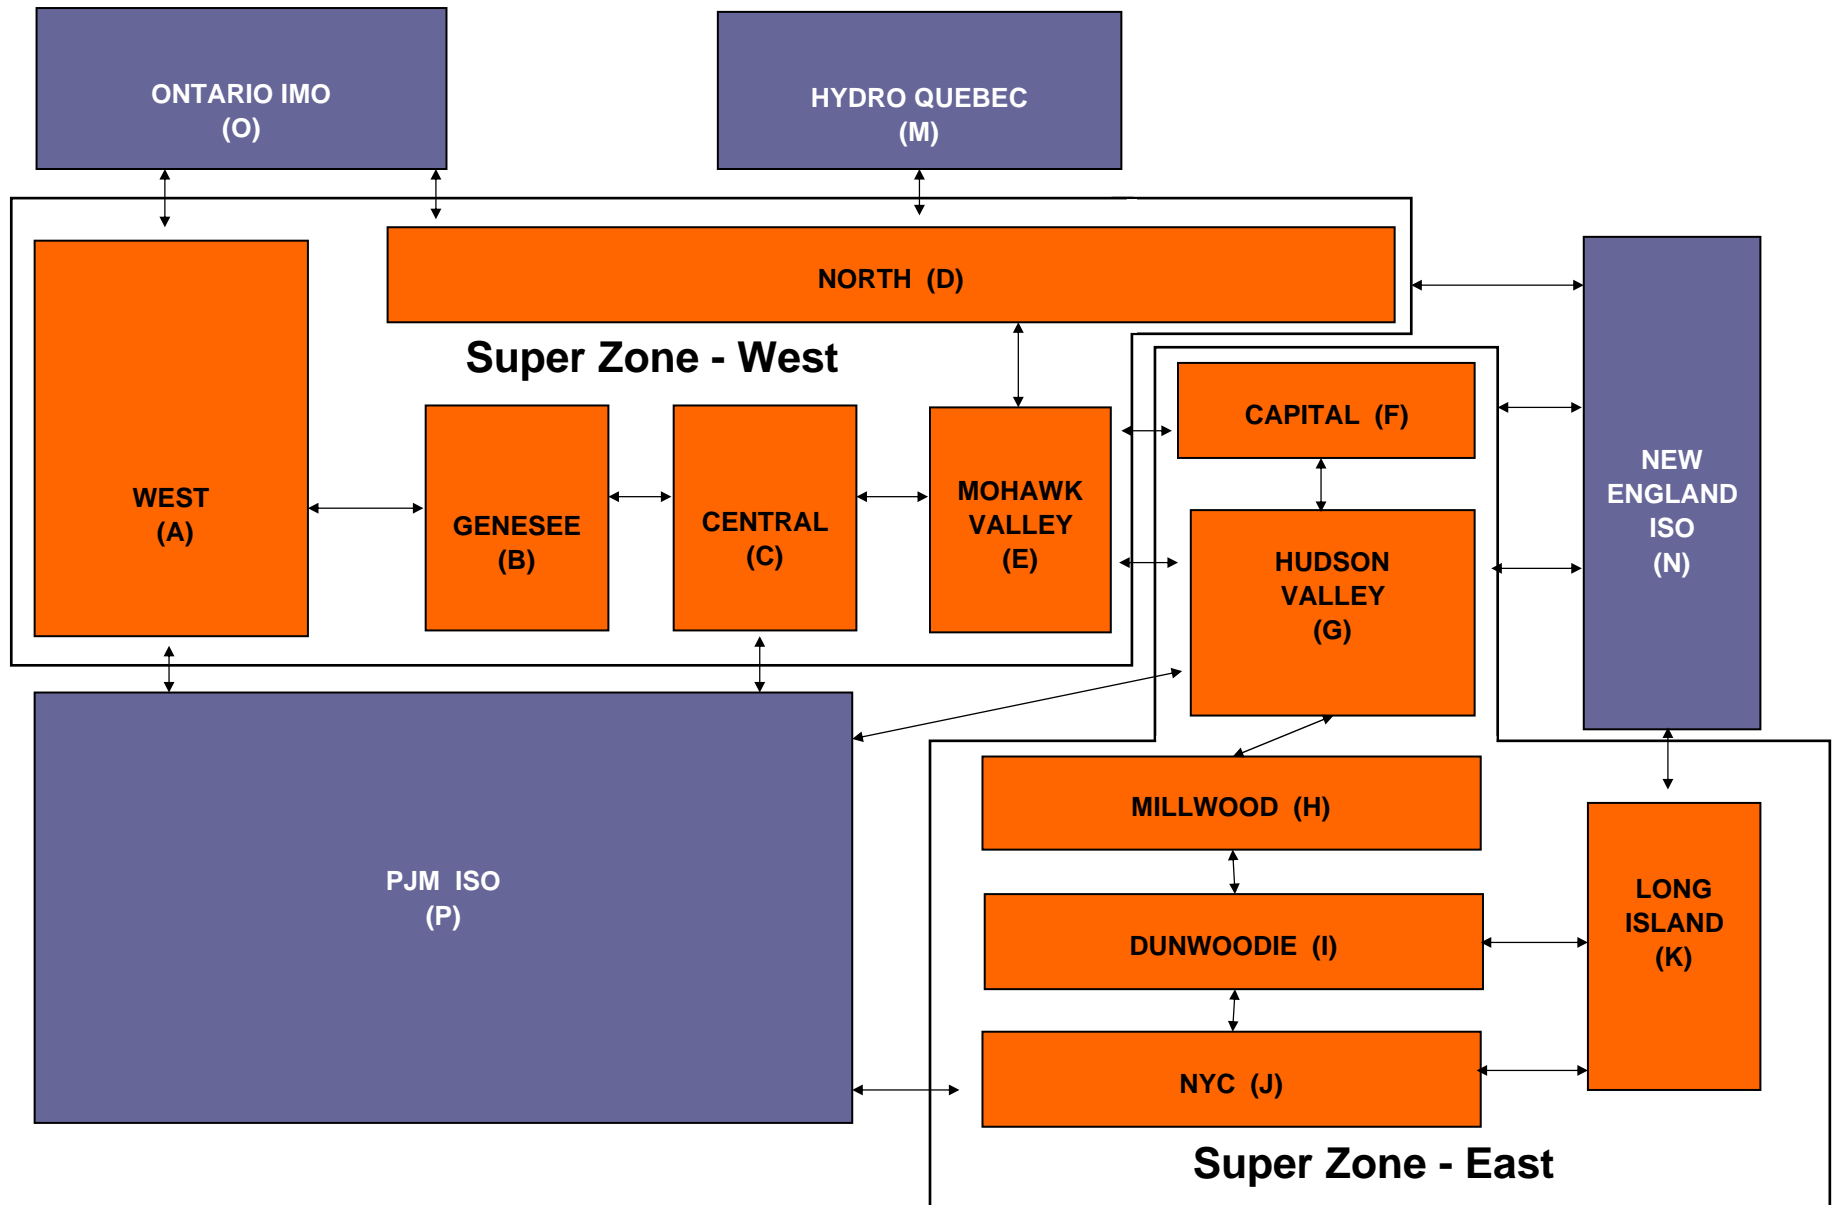 ONTARIO IMO
(O)
HYDRO QUEBEC
(M)
NORTH (D)
Super Zone - West
CAPITAL (F)
WEST
(A)
GENESEE
(B)
CENTRAL
(C)
MOHAWK
VALLEY
(E)
HUDSON
VALLEY
(G)
NEW
ENGLAND
ISO
(N)
MILLWOOD (H)
PJM ISO
(P)
DUNWOODIE (I)
LONG
ISLAND
(K)
NYC (J)
Super Zone - East